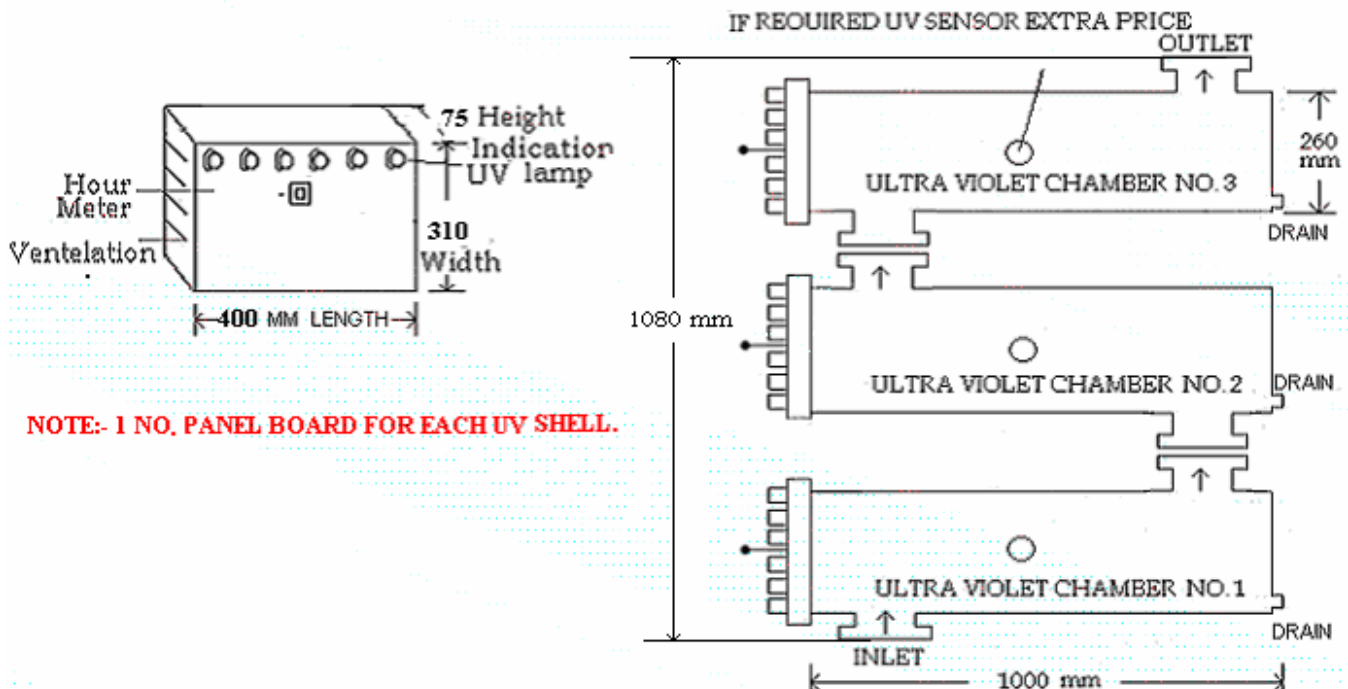 IF REQUIRED UV SENSOR EXTRA PRICE
OUTLET
75 Height
Indication
UV lamp
Hour
Meter
Ventelation
310
Width
400 MM LENGTH
NOTE:- 1 NO. PANEL BOARD FOR EACH UV SHELL.
260
mm
ULTRA VIOLET CHAMBER NO.3
DRAIN
1080 mm
ULTRA VIOLET CHAMBER NO.2
DRAIN
ULTRA VIOLET CHAMBER NO.1
DRAIN
INLET
1000 mm